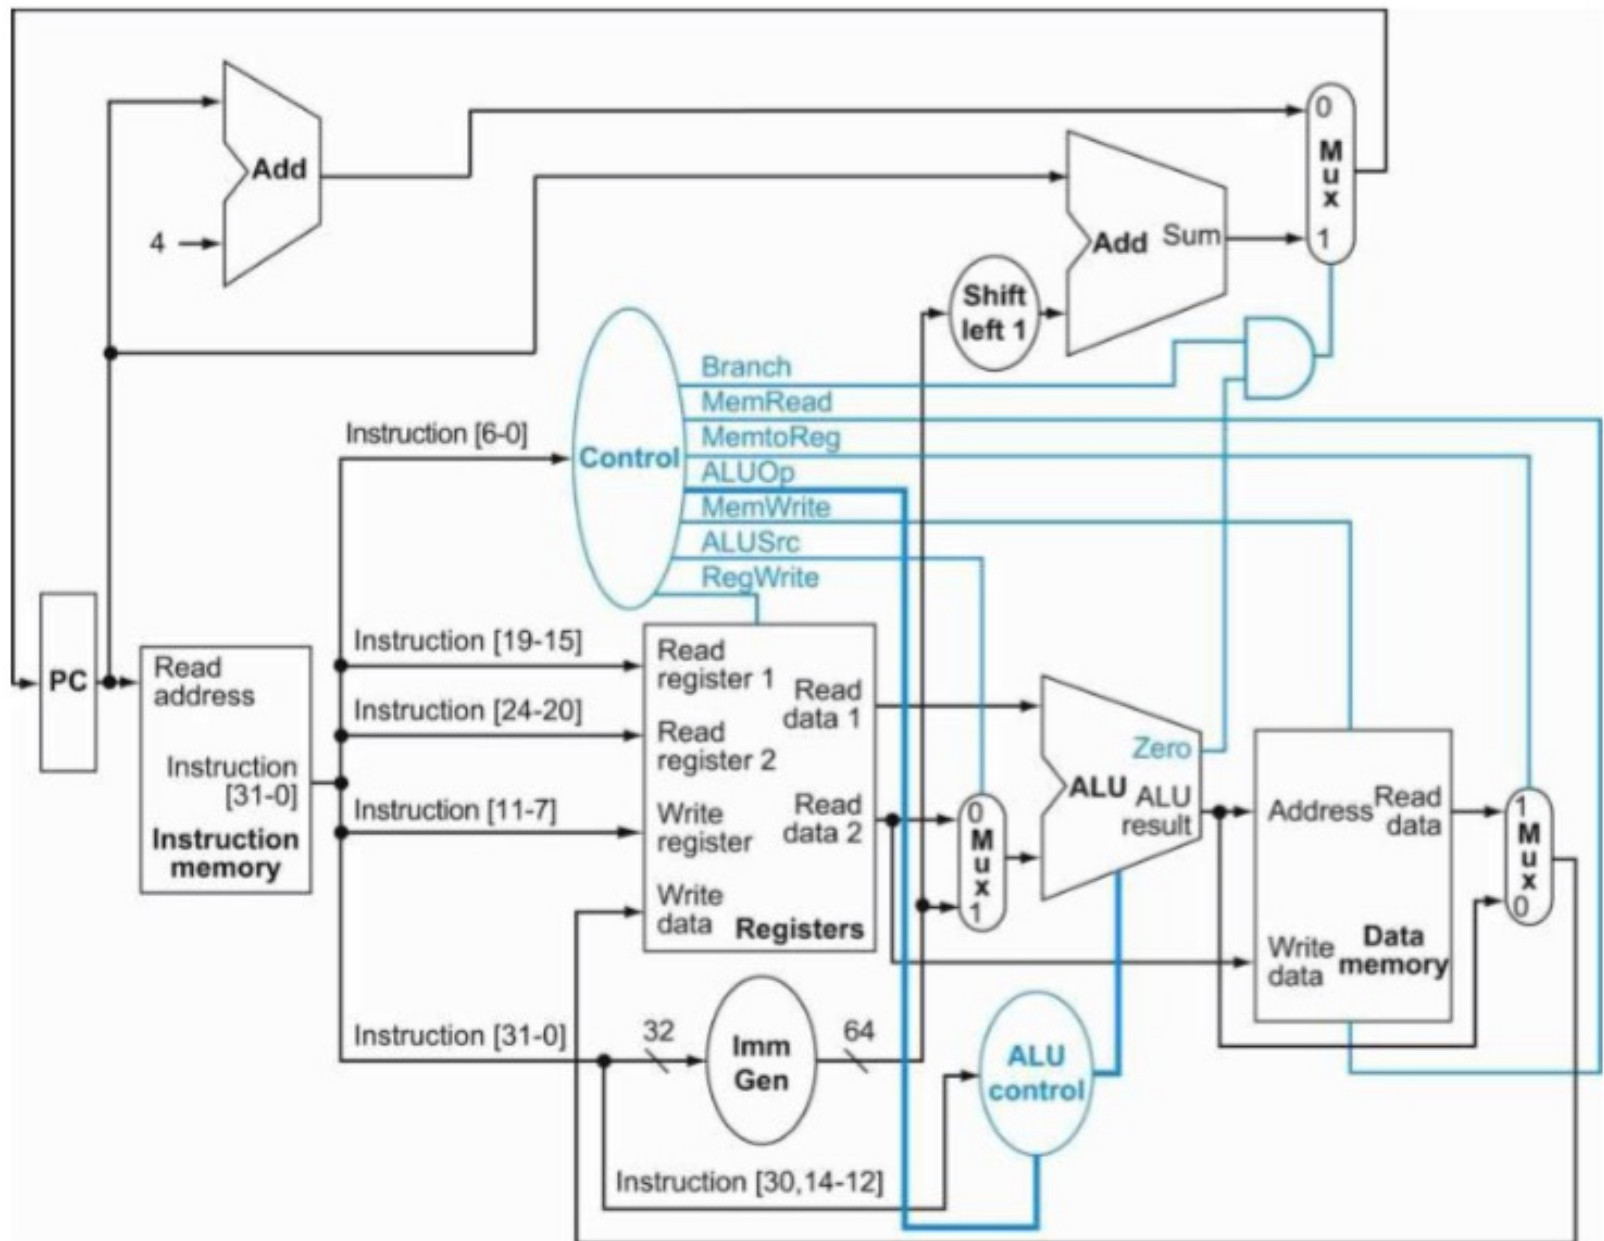 Add
4
0
M
u
x
1
Add Sum
Shift
left 1
Branch
MemRead
MemtoReg
ALUOp
MemWrite
ALUSrc
RegWrite
Control
Instruction [6-0]
PC
Read
address
Instruction
[31-0]
Instruction
memory
Instruction [19-15]
Instruction [24-20]
Instruction [11-7]
Instruction [31-0]
Read
register 1
Read
register 2
Write
register
Write
data
Read
data 1
Read
data 2
Registers
0
M
u
x
1
Zero
ALU
ALU
result
Address
Read
data
Write
data
Data
memory
1
M
u
x
0
32
Imm
Gen
64
ALU
control
Instruction [30,14-12]